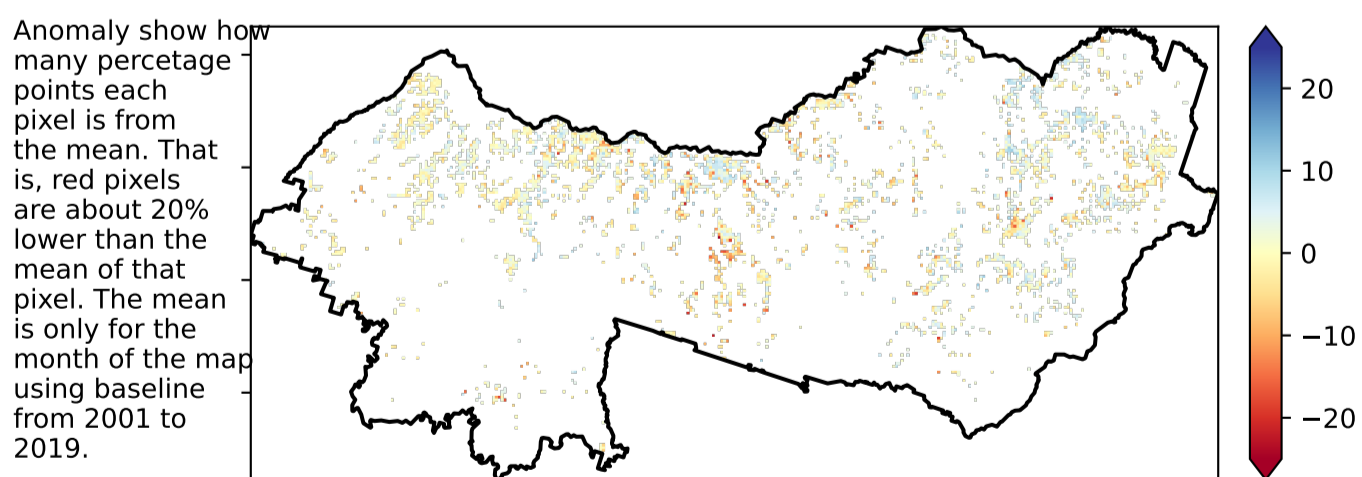 Anomaly show how
many percetage
points each
pixel is from
the mean. That
is, red pixels
are about 20%
lower than the
mean of that
pixel. The mean
is only for the
month of the map
using baseline
from 2001 to
2019.
20
10
0
−10
−20